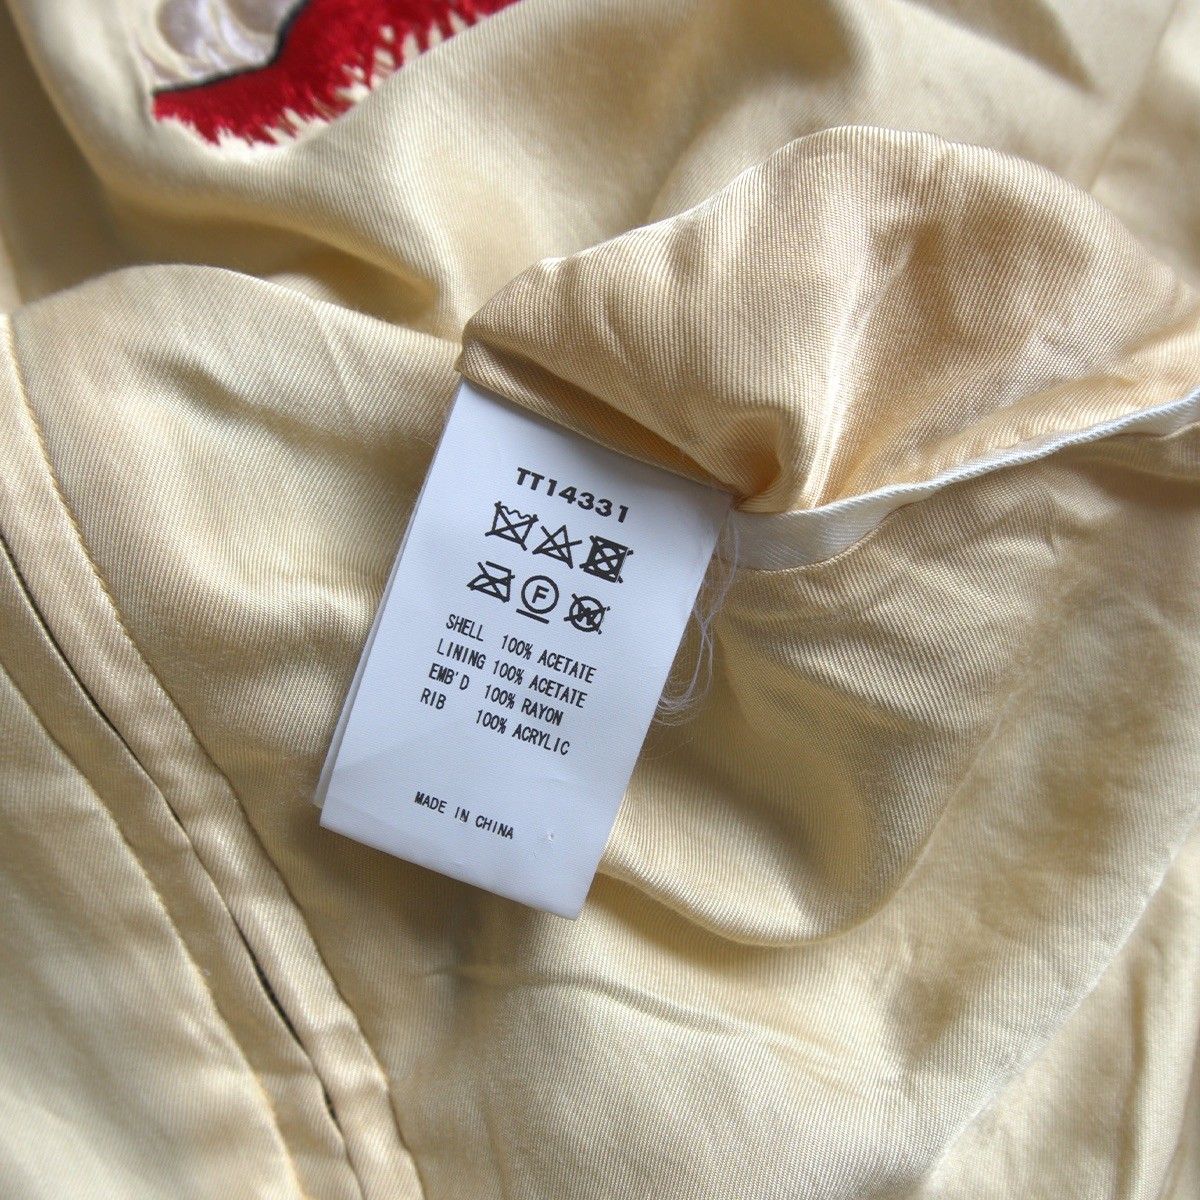 TT14331
F
W
SHELL 100% ACETATE
LINING 100% ACETATE
EMB'D 100% RAYON
RIB 100% ACRYLIC
MADE IN CHINA